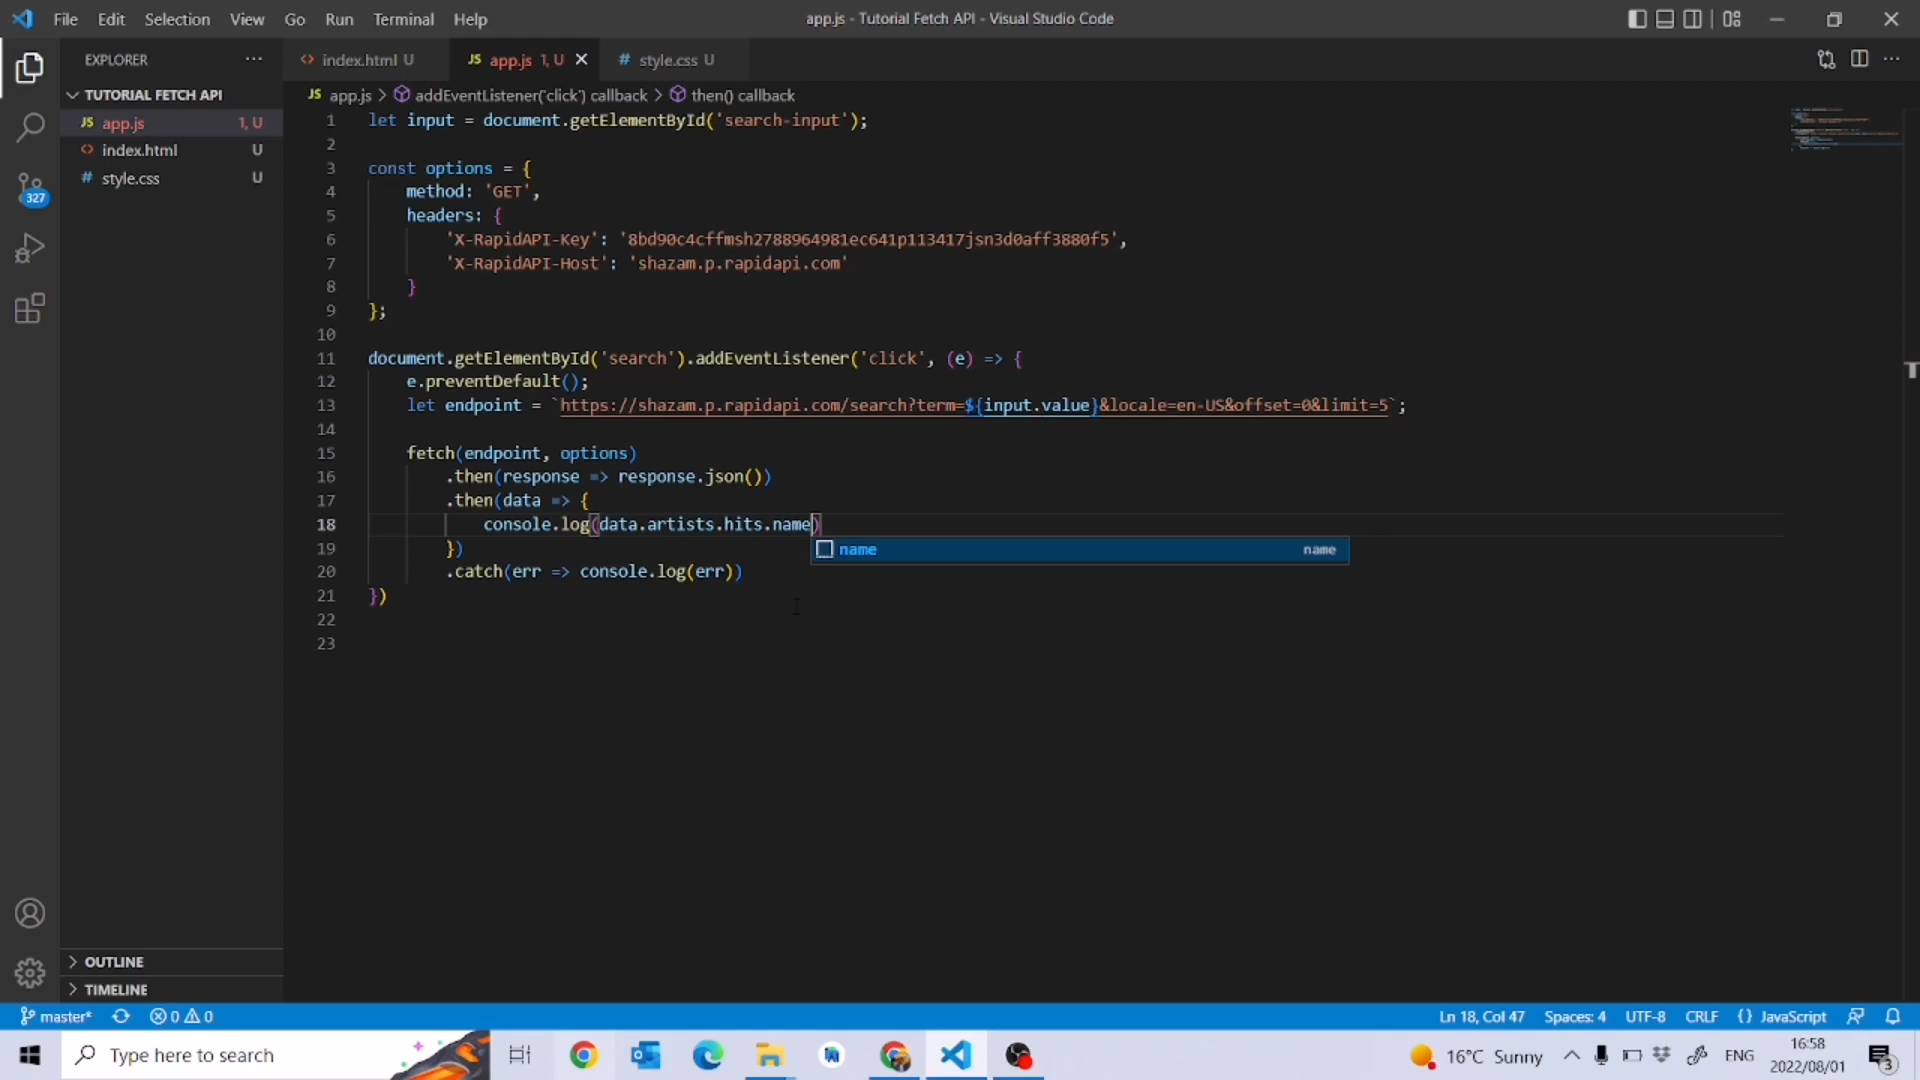 File Edit Selection View Go Run Terminal Help
app.js - Tutorial Fetch API - Visual Studio Code
EXPLORER
TUTORIAL FETCH API
JS app.js 1, U
<> index.html U
# style.css U
327
OUTLINE
TIMELINE
<> index.html U
JS app.js 1, U
# style.css U
JS app.js > addEventListener('click') callback > then() callback
1 let input = document.getElementById('search-input');
2
3 const options = {
4 method: 'GET',
5 headers: {
6 'X-RapidAPI-Key': '8bd90c4cffmsh2788964981ec641p113417jsn3d0aff3880f5',
7 'X-RapidAPI-Host': 'shazam.p.rapidapi.com'
8 }
9 };
10
11 document.getElementById('search').addEventListener('click', (e) => {
12 e.preventDefault();
13 let endpoint = `https://shazam.p.rapidapi.com/search?term=${input.value}&locale=en-US&offset=0&limit=5`;
14
15 fetch(endpoint, options)
16 .then(response => response.json())
17 .then(data => {
18 console.log(data.artists.hits.name)
19 })
name name
20 .catch(err => console.log(err))
21 })
22
23
master* 0 0
Ln 18, Col 47 Spaces: 4 UTF-8 CRLF {} JavaScript
Type here to search
16°C Sunny
ENG
16:58
2022/08/01
3